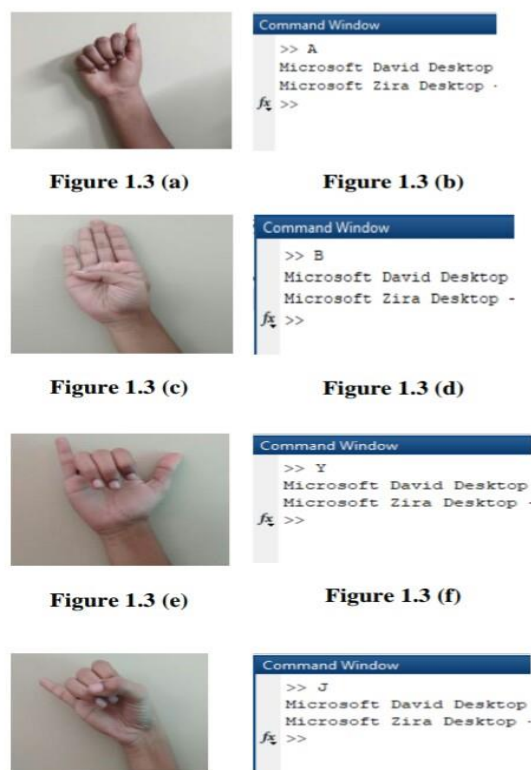 Command Window
>> A
Microsoft David Desktop
Microsoft Zira Desktop -
fx >>
Figure 1.3 (a)
Figure 1.3 (b)
Command Window
>> B
Microsoft David Desktop
Microsoft Zira Desktop -
fx >>
Figure 1.3 (c)
Figure 1.3 (d)
Command Window
>> Y
Microsoft David Desktop
Microsoft Zira Desktop -
fx >>
Figure 1.3 (e)
Figure 1.3 (f)
Command Window
>> J
Microsoft David Desktop
Microsoft Zira Desktop -
fx >>